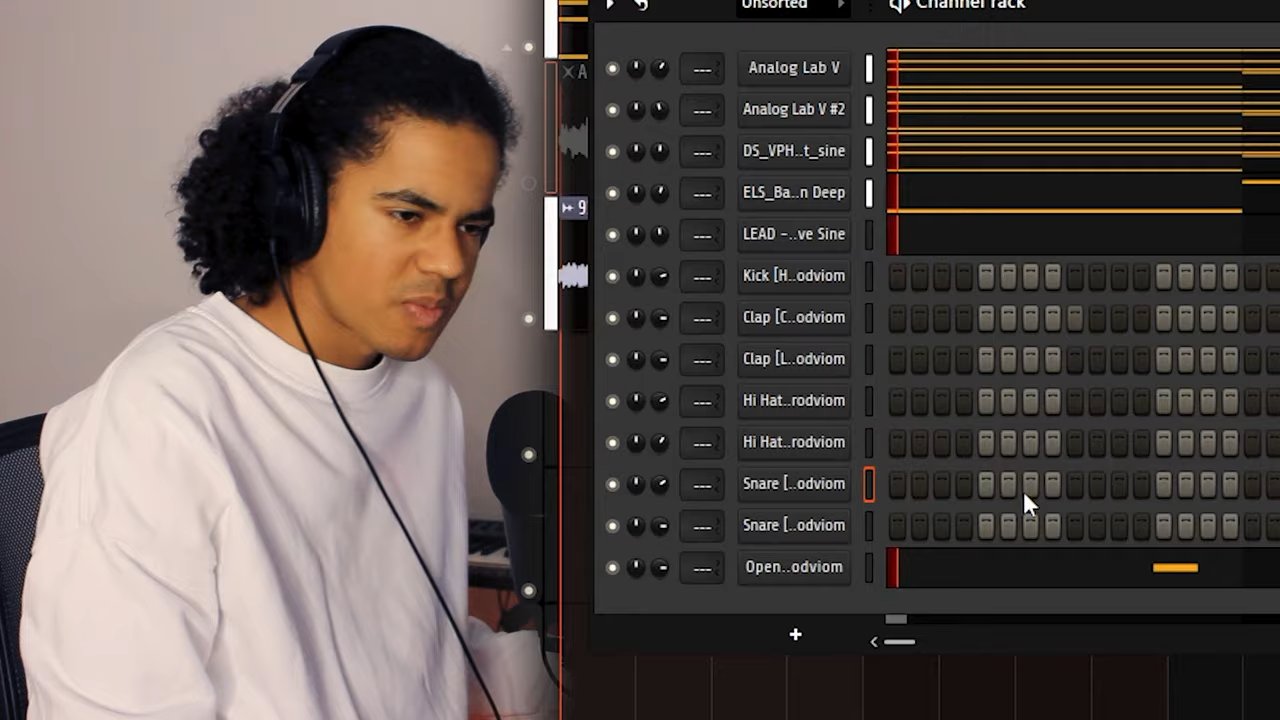 Unsorted
Channel rack
A
9
--- Analog Lab V
--- Analog Lab V #2
--- DS_VPH..t_sine
--- ELS_Ba..n Deep
--- LEAD -..ve Sine
--- Kick [H..odviom
--- Clap [C..odviom
--- Clap [L..odviom
--- Hi Hat..rodviom
--- Hi Hat..rodviom
--- Snare [..odviom
--- Snare [..odviom
--- Open..odviom